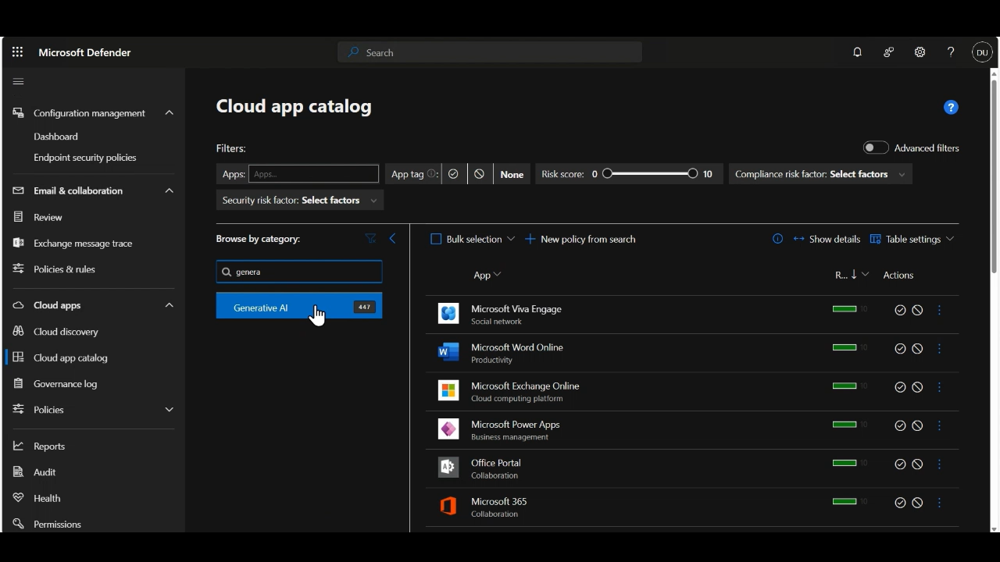 Microsoft Defender
Search
DU
Configuration management
Dashboard
Endpoint security policies
Email & collaboration
Review
Exchange message trace
Policies & rules
Cloud apps
Cloud discovery
Cloud app catalog
Governance log
Policies
Reports
Audit
Health
Permissions
Cloud app catalog
Filters:
Advanced filters
Apps: Apps... App tag : None Risk score: 0 10 Compliance risk factor: Select factors
Security risk factor: Select factors
Browse by category:
genera
Generative AI 447
Bulk selection New policy from search Show details Table settings
App R... Actions
Microsoft Viva Engage 10
Social network
Microsoft Word Online 10
Productivity
Microsoft Exchange Online 10
Cloud computing platform
Microsoft Power Apps 10
Business management
Office Portal 10
Collaboration
Microsoft 365 10
Collaboration